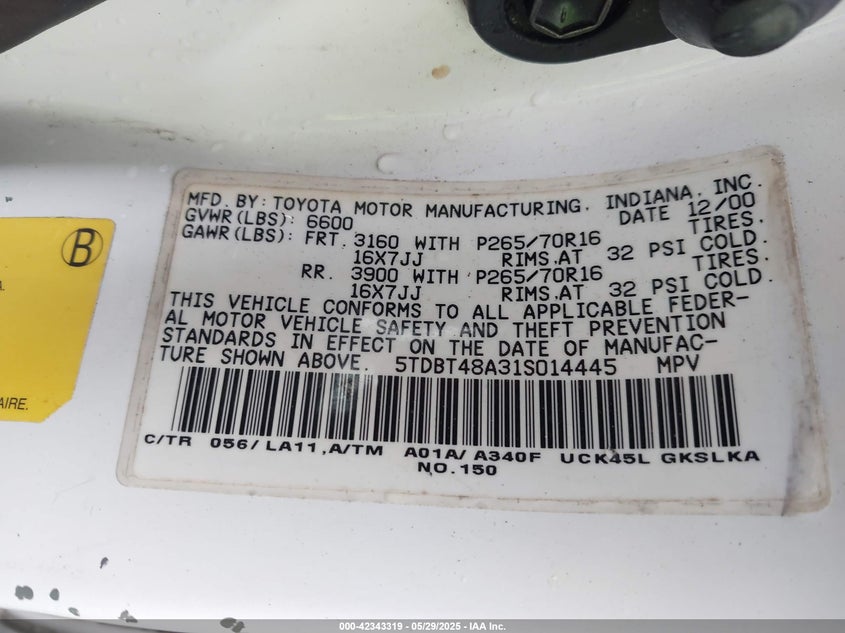 MFD. BY: TOYOTA MOTOR MANUFACTURING. INDIANA, INC.
GVWR(LBS): 6600 DATE 12/00
GAWR(LBS): FRT. 3160 WITH P265/70R16 TIRES.
16X7JJ RIMS.AT 32 PSI COLD.
RR. 3900 WITH P265/70R16 TIRES.
16X7JJ RIMS.AT 32 PSI COLD.
THIS VEHICLE CONFORMS TO ALL APPLICABLE FEDER-
AL MOTOR VEHICLE SAFETY AND THEFT PREVENTION
STANDARDS IN EFFECT ON THE DATE OF MANUFAC-
TURE SHOWN ABOVE. 5TDBT48A31S014445 MPV
C/TR 056/LA11,A/TM A01A/A340F UCK45L GKSLKA
NO.150
B
AIRE.
000-42343319 - 05/29/2025 - IAA Inc.